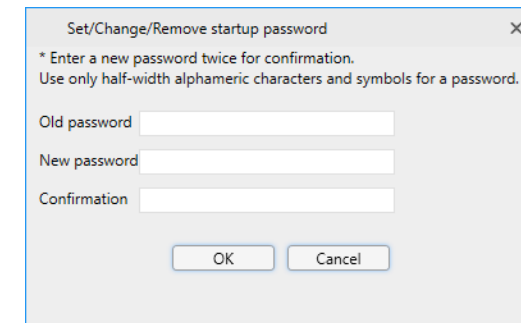 Set/Change/Remove startup password
* Enter a new password twice for confirmation.
Use only half-width alphameric characters and symbols for a password.
Old password
New password
Confirmation
OK Cancel